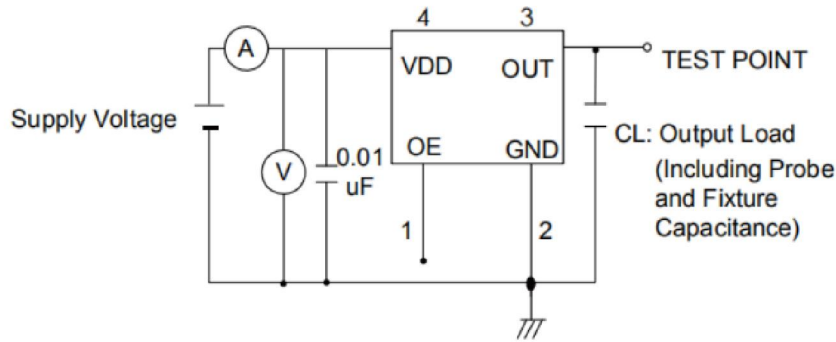 4 3
A
VDD OUT
TEST POINT
Supply Voltage
V
0.01
uF
OE GND
CL: Output Load
(Including Probe
and Fixture
Capacitance)
1 2